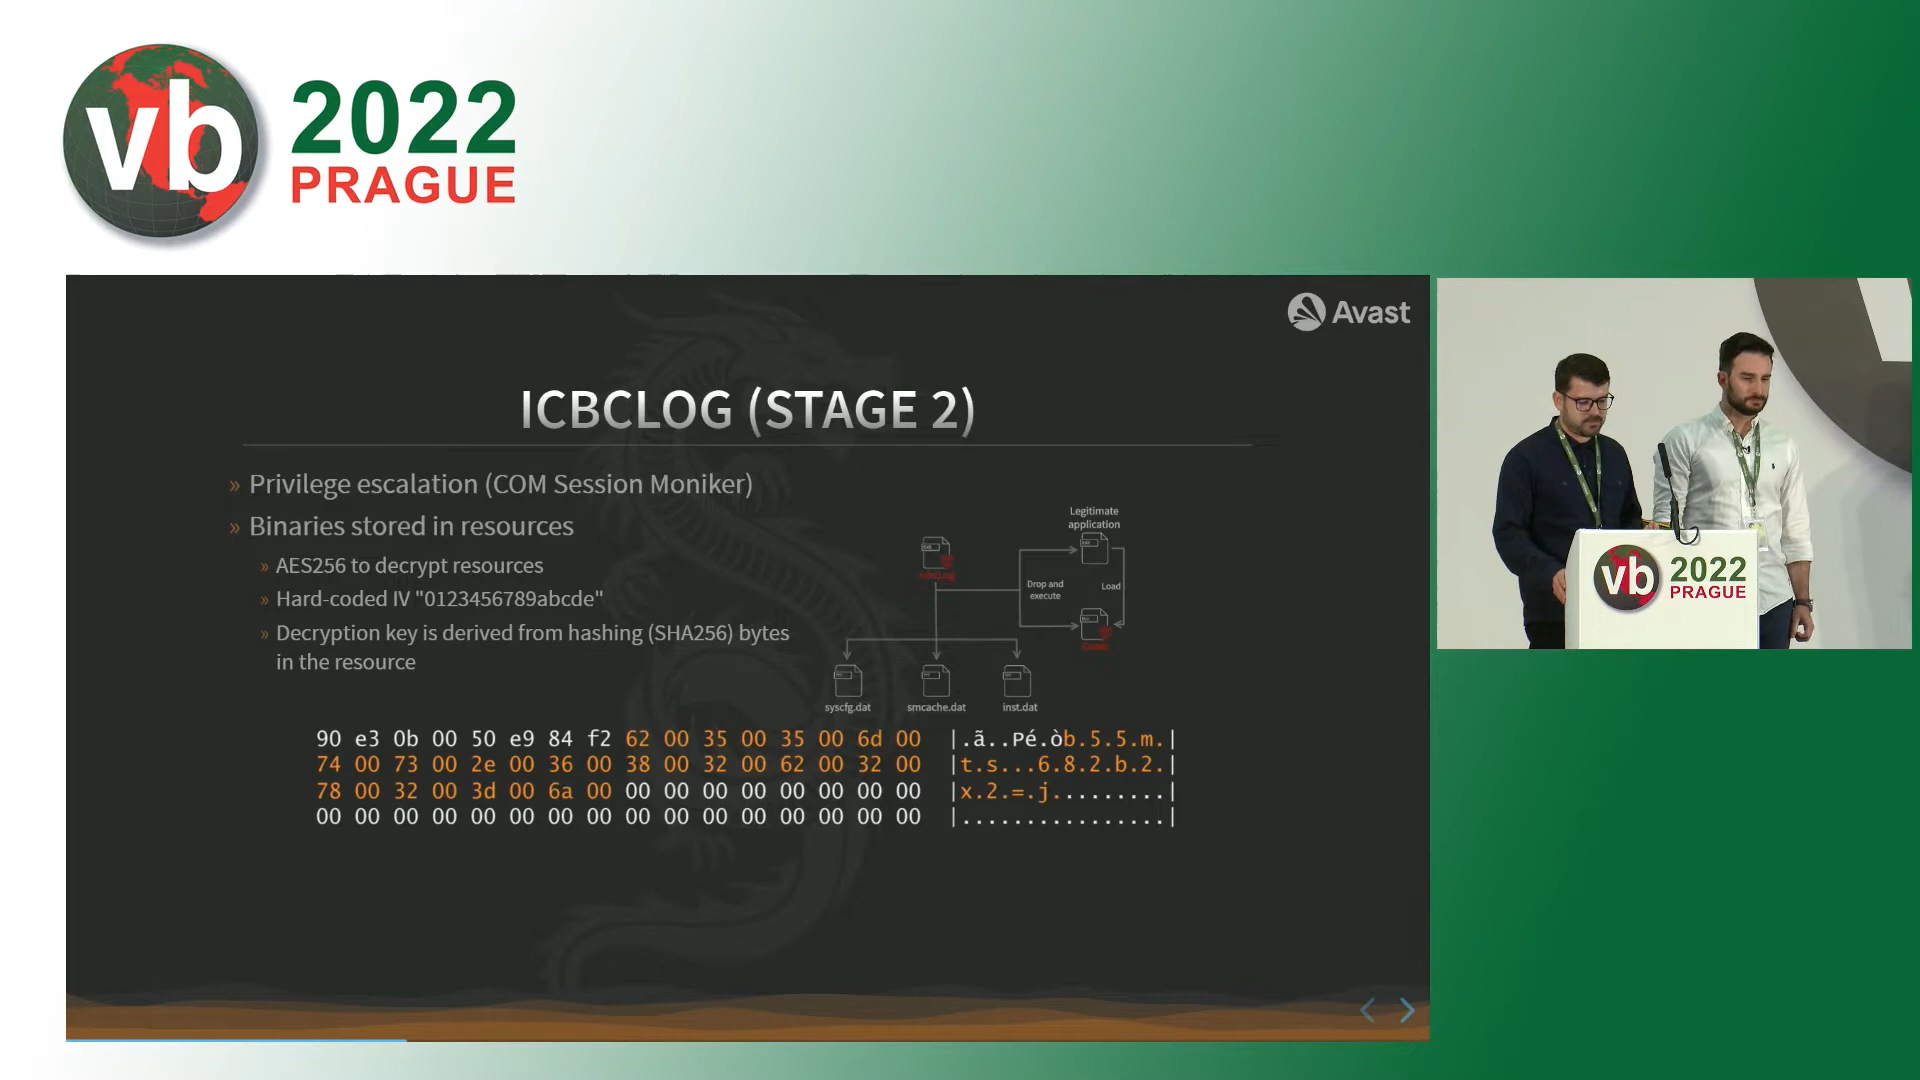 vb
2022
PRAGUE
Avast
ICBCLOG (STAGE 2)
» Privilege escalation (COM Session Moniker)
» Binaries stored in resources
» AES256 to decrypt resources
» Hard-coded IV "0123456789abcde"
» Decryption key is derived from hashing (SHA256) bytes
in the resource
Legitimate
application
Drop and
execute
Load
syscfg.dat
smcache.dat
inst.dat
90 e3 0b 00 50 e9 84 f2 62 00 35 00 35 00 6d 00 |.ã..Pé.òb.5.5.m.|
74 00 73 00 2e 00 36 00 38 00 32 00 62 00 32 00 |t.s...6.8.2.b.2.|
78 00 32 00 3d 00 6a 00 00 00 00 00 00 00 00 00 |x.2.=.j.........|
00 00 00 00 00 00 00 00 00 00 00 00 00 00 00 00 |................|
vb
2022
PRAGUE